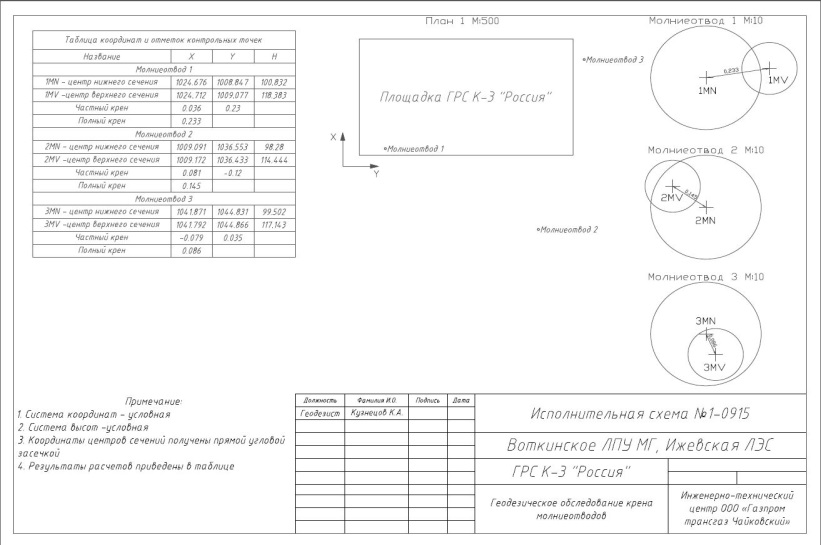 План 1 М1:500
Молниеотвод 1 М1:10
Таблица координат и отметок контрольных точек
Название X Y H
Молниеотвод 1
1MN - центр нижнего сечения 1024.676 1008.847 100,832
1MV -центр верхнего сечения 1024.712 1009,077 118,383
Частный крен 0.036 0.23
Полный крен 0.233
Молниеотвод 2
2MN - центр нижнего сечения 1009.091 1036.553 98.28
2MV -центр верхнего сечения 1009.172 1036.433 114.444
Частный крен 0.081 -0.12
Полный крен 0.145
Молниеотвод 3
3MN - центр нижнего сечения 1041.871 1044.831 99.502
3MV -центр верхнего сечения 1041.792 1044.866 117,143
Частный крен -0.079 0.035
Полный крен 0.086
Площадка ГРС К-3 "Россия"
Молниеотвод 3
Молниеотвод 1
X
Y
Молниеотвод 2
0.233
1MN
1MV
Молниеотвод 2 М1:10
0.145
2MV
2MN
Молниеотвод 3 М1:10
3MN
0.086
3MV
Примечание:
1. Система координат - условная
2. Система высот -условная
3. Координаты центров сечений получены прямой угловой
засечкой
4. Результаты расчетов приведены в таблице
Должность Фамилия И.О. Подпись Дата
Геодезист Кузнецов К.А.
Исполнительная схема №1-0915
Воткинское ЛПУ МГ, Ижевская ЛЭС
ГРС К-3 "Россия"
Геодезическое обследование крена
молниеотводов
Инженерно-технический
центр ООО «Газпром
трансгаз Чайковский»